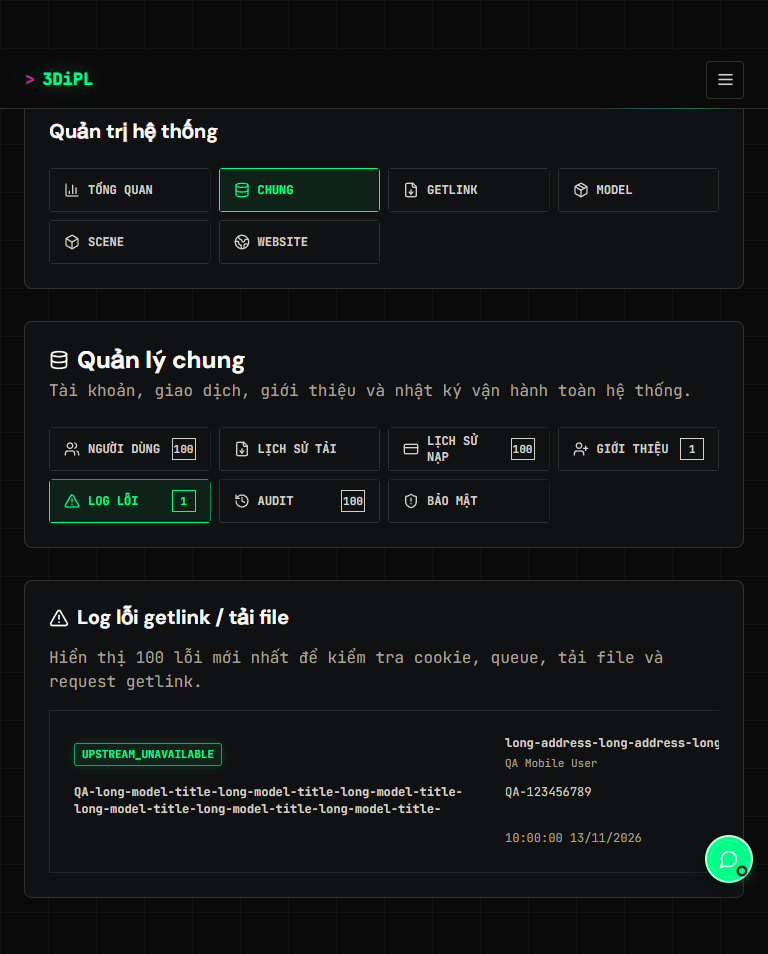 > 3DiPL
Quản trị hệ thống
TỔNG QUAN
CHUNG
GETLINK
MODEL
SCENE
WEBSITE
Quản lý chung
Tài khoản, giao dịch, giới thiệu và nhật ký vận hành toàn hệ thống.
NGƯỜI DÙNG 100
LỊCH SỬ TẢI
LỊCH SỬ
NẠP 100
GIỚI THIỆU 1
LOG LỖI 1
AUDIT 100
BẢO MẬT
Log lỗi getlink / tải file
Hiển thị 100 lỗi mới nhất để kiểm tra cookie, queue, tải file và
request getlink.
UPSTREAM_UNAVAILABLE
QA-long-model-title-long-model-title-long-model-title-
long-model-title-long-model-title-long-model-title-
long-address-long-address-long
QA Mobile User
QA-123456789
10:00:00 13/11/2026